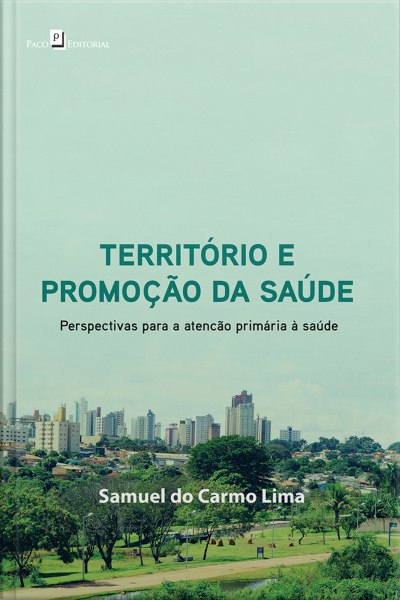 PACO EDITORIAL
TERRITÓRIO E
PROMOÇÃO DA SAÚDE
Perspectivas para a atencão primária à saúde
Samuel do Carmo Lima